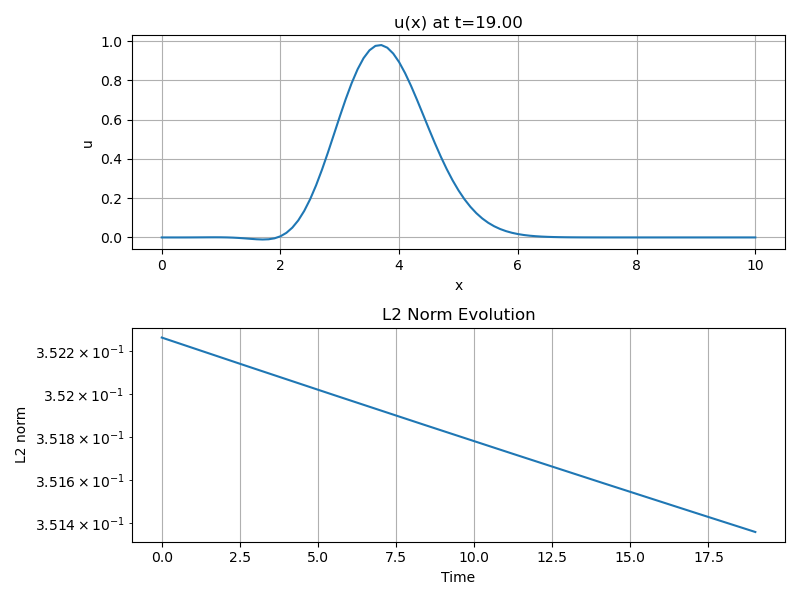 u(x) at t=19.00
1.0
0.8
0.6
0.4
0.2
0.0
u
0 2 4 6 8 10
x
L2 Norm Evolution
3.522 × 10⁻¹
3.52 × 10⁻¹
3.518 × 10⁻¹
3.516 × 10⁻¹
3.514 × 10⁻¹
L2 norm
0.0 2.5 5.0 7.5 10.0 12.5 15.0 17.5
Time